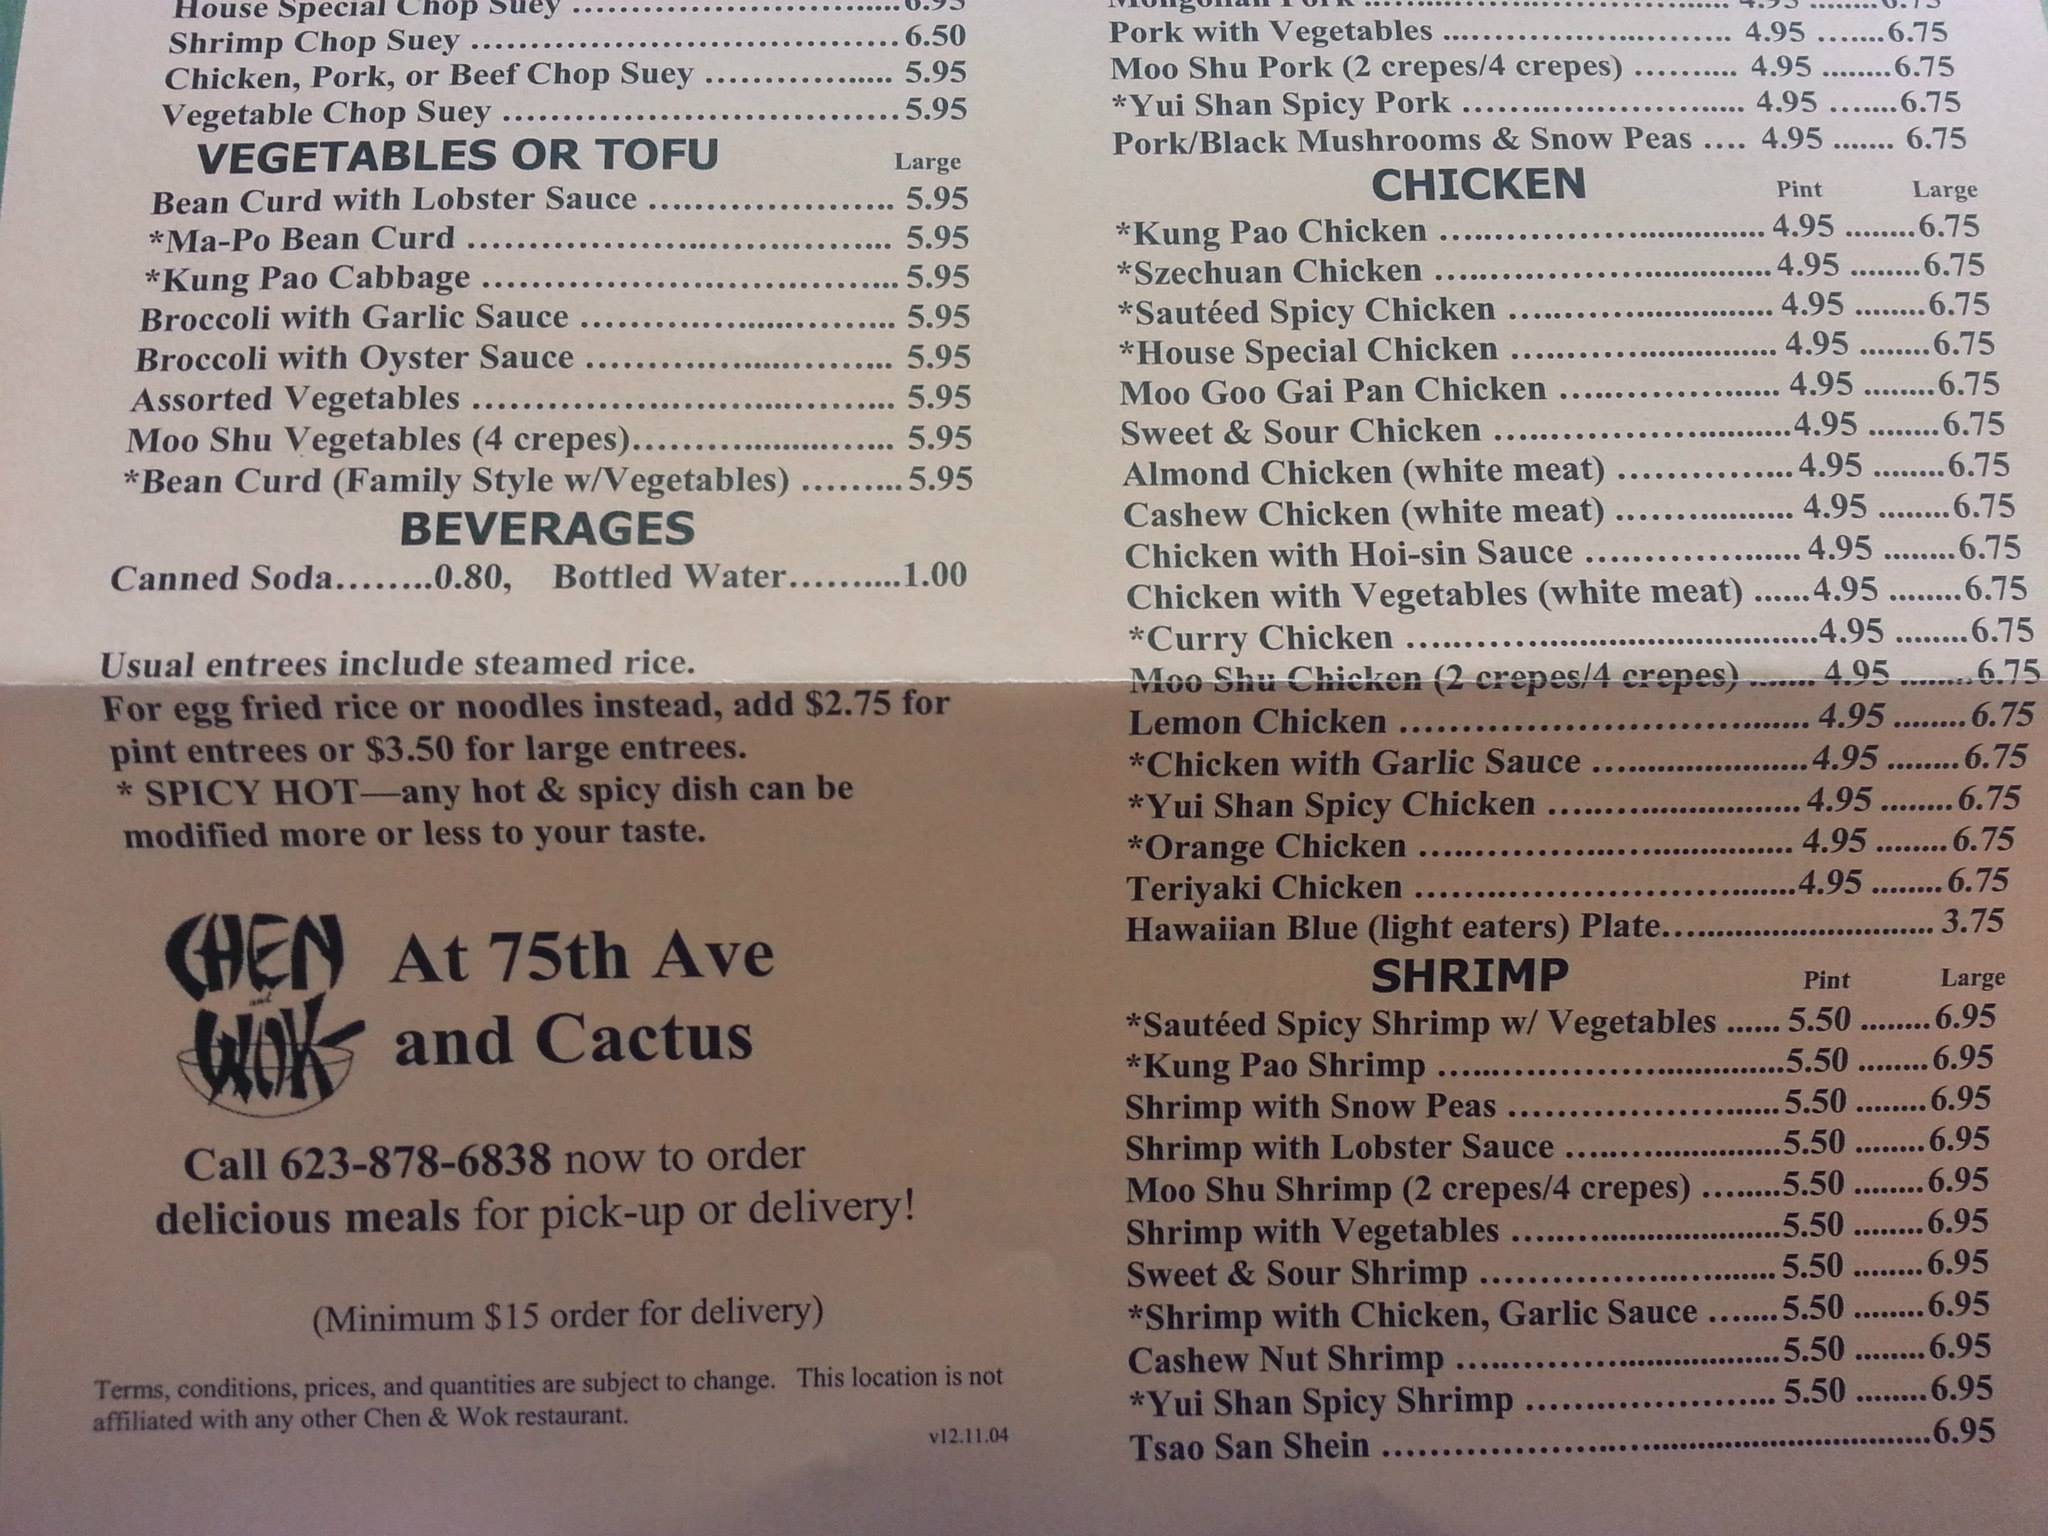 House Special Chop Suey ........ 6.95
Shrimp Chop Suey ........ 6.50
Chicken, Pork, or Beef Chop Suey ........ 5.95
Vegetable Chop Suey ........ 5.95
VEGETABLES OR TOFU Large
Bean Curd with Lobster Sauce ........ 5.95
*Ma-Po Bean Curd ........ 5.95
*Kung Pao Cabbage ........ 5.95
Broccoli with Garlic Sauce ........ 5.95
Broccoli with Oyster Sauce ........ 5.95
Assorted Vegetables ........ 5.95
Moo Shu Vegetables (4 crepes)........ 5.95
*Bean Curd (Family Style w/Vegetables) ........ 5.95
BEVERAGES
Canned Soda........0.80, Bottled Water..........1.00
Usual entrees include steamed rice.
For egg fried rice or noodles instead, add $2.75 for
pint entrees or $3.50 for large entrees.
* SPICY HOT—any hot & spicy dish can be
modified more or less to your taste.
CHEN and WOK
At 75th Ave
and Cactus
Call 623-878-6838 now to order
delicious meals for pick-up or delivery!
(Minimum $15 order for delivery)
Terms, conditions, prices, and quantities are subject to change. This location is not
affiliated with any other Chen & Wok restaurant.
v12.11.04
Mongolian Pork ........ 4.95 ........ 6.75
Pork with Vegetables ........ 4.95 ........ 6.75
Moo Shu Pork (2 crepes/4 crepes) ........ 4.95 ........ 6.75
*Yui Shan Spicy Pork ........ 4.95 ........ 6.75
Pork/Black Mushrooms & Snow Peas .... 4.95 ....... 6.75
CHICKEN Pint Large
*Kung Pao Chicken ........ 4.95 ........ 6.75
*Szechuan Chicken ........ 4.95 ........ 6.75
*Sautéed Spicy Chicken ........ 4.95 ........ 6.75
*House Special Chicken ........ 4.95 ........ 6.75
Moo Goo Gai Pan Chicken ........ 4.95 ........ 6.75
Sweet & Sour Chicken ........ 4.95 ........ 6.75
Almond Chicken (white meat) ........ 4.95 ........ 6.75
Cashew Chicken (white meat) ........ 4.95 ........ 6.75
Chicken with Hoi-sin Sauce ........ 4.95 ........ 6.75
Chicken with Vegetables (white meat) ...... 4.95 ........ 6.75
*Curry Chicken ........ 4.95 ........ 6.75
Moo Shu Chicken (2 crepes/4 crepes) ....... 4.95 ........ 6.75
Lemon Chicken ........ 4.95 ........ 6.75
*Chicken with Garlic Sauce ........ 4.95 ........ 6.75
*Yui Shan Spicy Chicken ........ 4.95 ........ 6.75
*Orange Chicken ........ 4.95 ........ 6.75
Teriyaki Chicken ........ 4.95 ........ 6.75
Hawaiian Blue (light eaters) Plate........ 3.75
SHRIMP Pint Large
*Sautéed Spicy Shrimp w/ Vegetables ...... 5.50 ........ 6.95
*Kung Pao Shrimp ........ 5.50 ........ 6.95
Shrimp with Snow Peas ........ 5.50 ........ 6.95
Shrimp with Lobster Sauce ........ 5.50 ........ 6.95
Moo Shu Shrimp (2 crepes/4 crepes) ........ 5.50 ........ 6.95
Shrimp with Vegetables ........ 5.50 ........ 6.95
Sweet & Sour Shrimp ........ 5.50 ........ 6.95
*Shrimp with Chicken, Garlic Sauce ........ 5.50 ........ 6.95
Cashew Nut Shrimp ........ 5.50 ........ 6.95
*Yui Shan Spicy Shrimp ........ 5.50 ........ 6.95
Tsao San Shein ........ 6.95